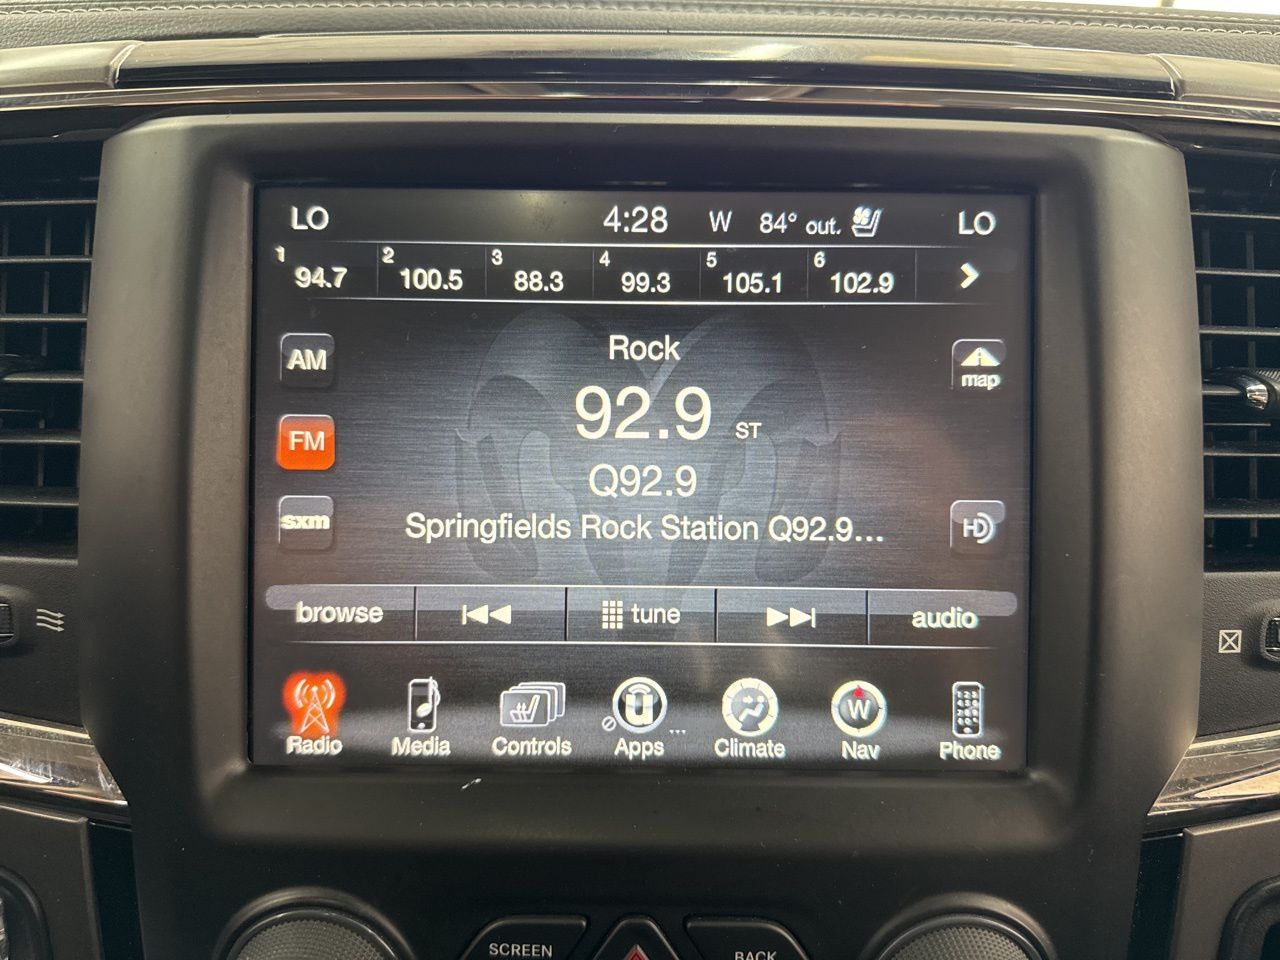 LO 4:28 W 84° out. LO
1 94.7 2 100.5 3 88.3 4 99.3 5 105.1 6 102.9
Rock
AM
map
92.9 ST
FM
Q92.9
sxm
Springfields Rock Station Q92.9...
HD
browse tune audio
W
Radio Media Controls Apps ... Climate Nav Phone
SCREEN BACK